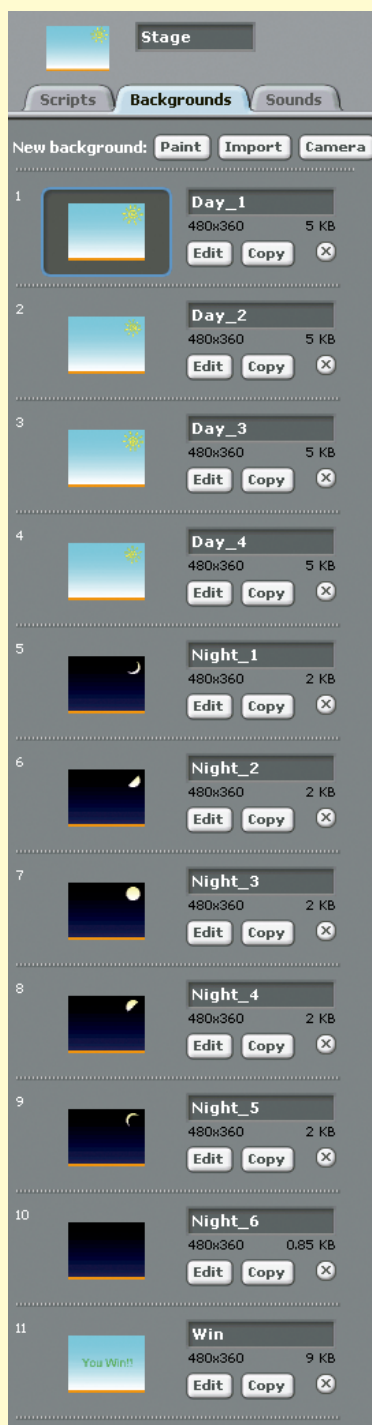 Stage
Scripts Backgrounds Sounds
New background: Paint Import Camera
1 Day_1
480x360 5 KB
Edit Copy
2 Day_2
480x360 5 KB
Edit Copy
3 Day_3
480x360 5 KB
Edit Copy
4 Day_4
480x360 5 KB
Edit Copy
5 Night_1
480x360 2 KB
Edit Copy
6 Night_2
480x360 2 KB
Edit Copy
7 Night_3
480x360 2 KB
Edit Copy
8 Night_4
480x360 2 KB
Edit Copy
9 Night_5
480x360 2 KB
Edit Copy
10 Night_6
480x360 0.85 KB
Edit Copy
11 Win
You Win!!
480x360 9 KB
Edit Copy